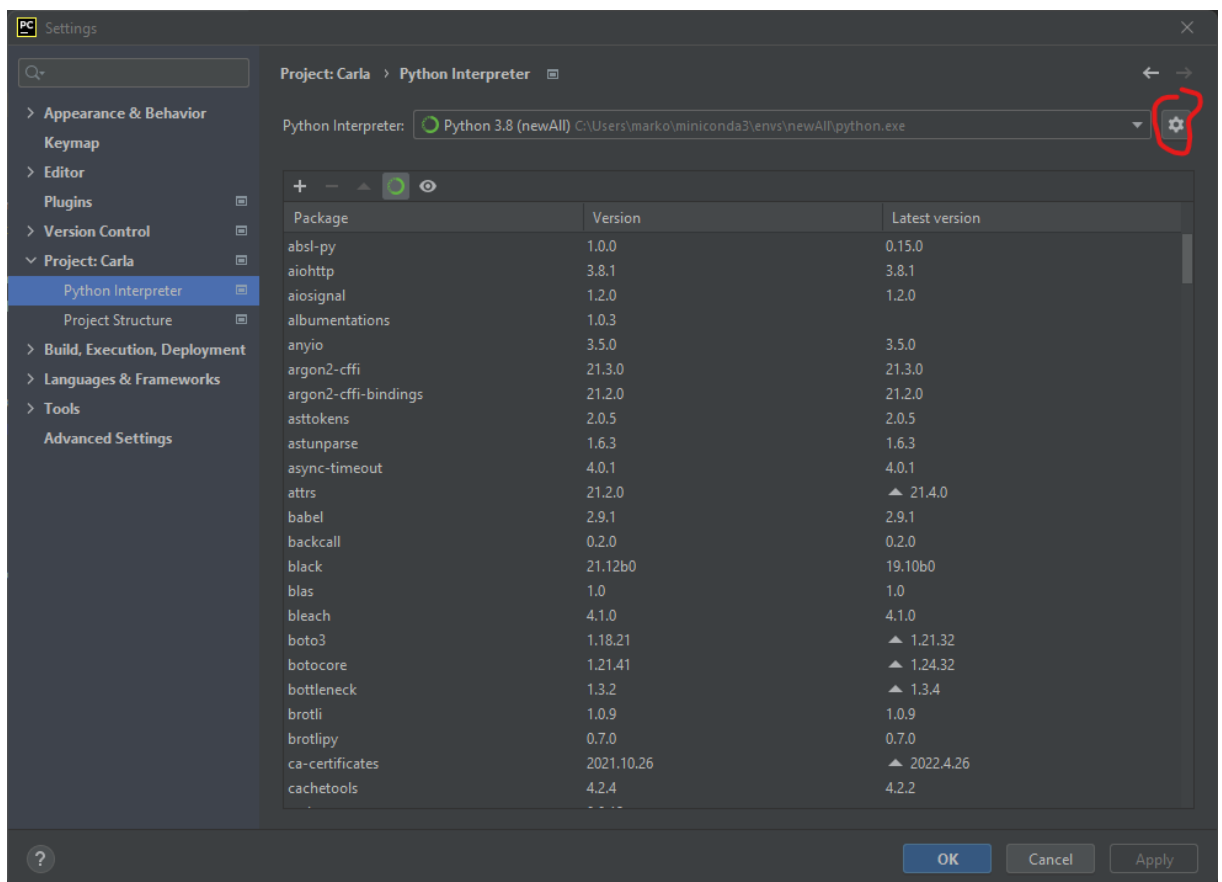 PC Settings
Project: Carla > Python Interpreter
> Appearance & Behavior
Keymap
> Editor
Plugins
> Version Control
Project: Carla
Python Interpreter
Project Structure
> Build, Execution, Deployment
> Languages & Frameworks
> Tools
Advanced Settings
Python Interpreter: Python 3.8 (newAll) C:\Users\marko\miniconda3\envs\newAll\python.exe
Package Version Latest version
absl-py 1.0.0 0.15.0
aiohttp 3.8.1 3.8.1
aiosignal 1.2.0 1.2.0
albumentations 1.0.3
anyio 3.5.0 3.5.0
argon2-cffi 21.3.0 21.3.0
argon2-cffi-bindings 21.2.0 21.2.0
asttokens 2.0.5 2.0.5
astunparse 1.6.3 1.6.3
async-timeout 4.0.1 4.0.1
attrs 21.2.0 21.4.0
babel 2.9.1 2.9.1
backcall 0.2.0 0.2.0
black 21.12b0 19.10b0
blas 1.0 1.0
bleach 4.1.0 4.1.0
boto3 1.18.21 1.21.32
botocore 1.21.41 1.24.32
bottleneck 1.3.2 1.3.4
brotli 1.0.9 1.0.9
brotlipy 0.7.0 0.7.0
ca-certificates 2021.10.26 2022.4.26
cachetools 4.2.4 4.2.2
? OK Cancel Apply